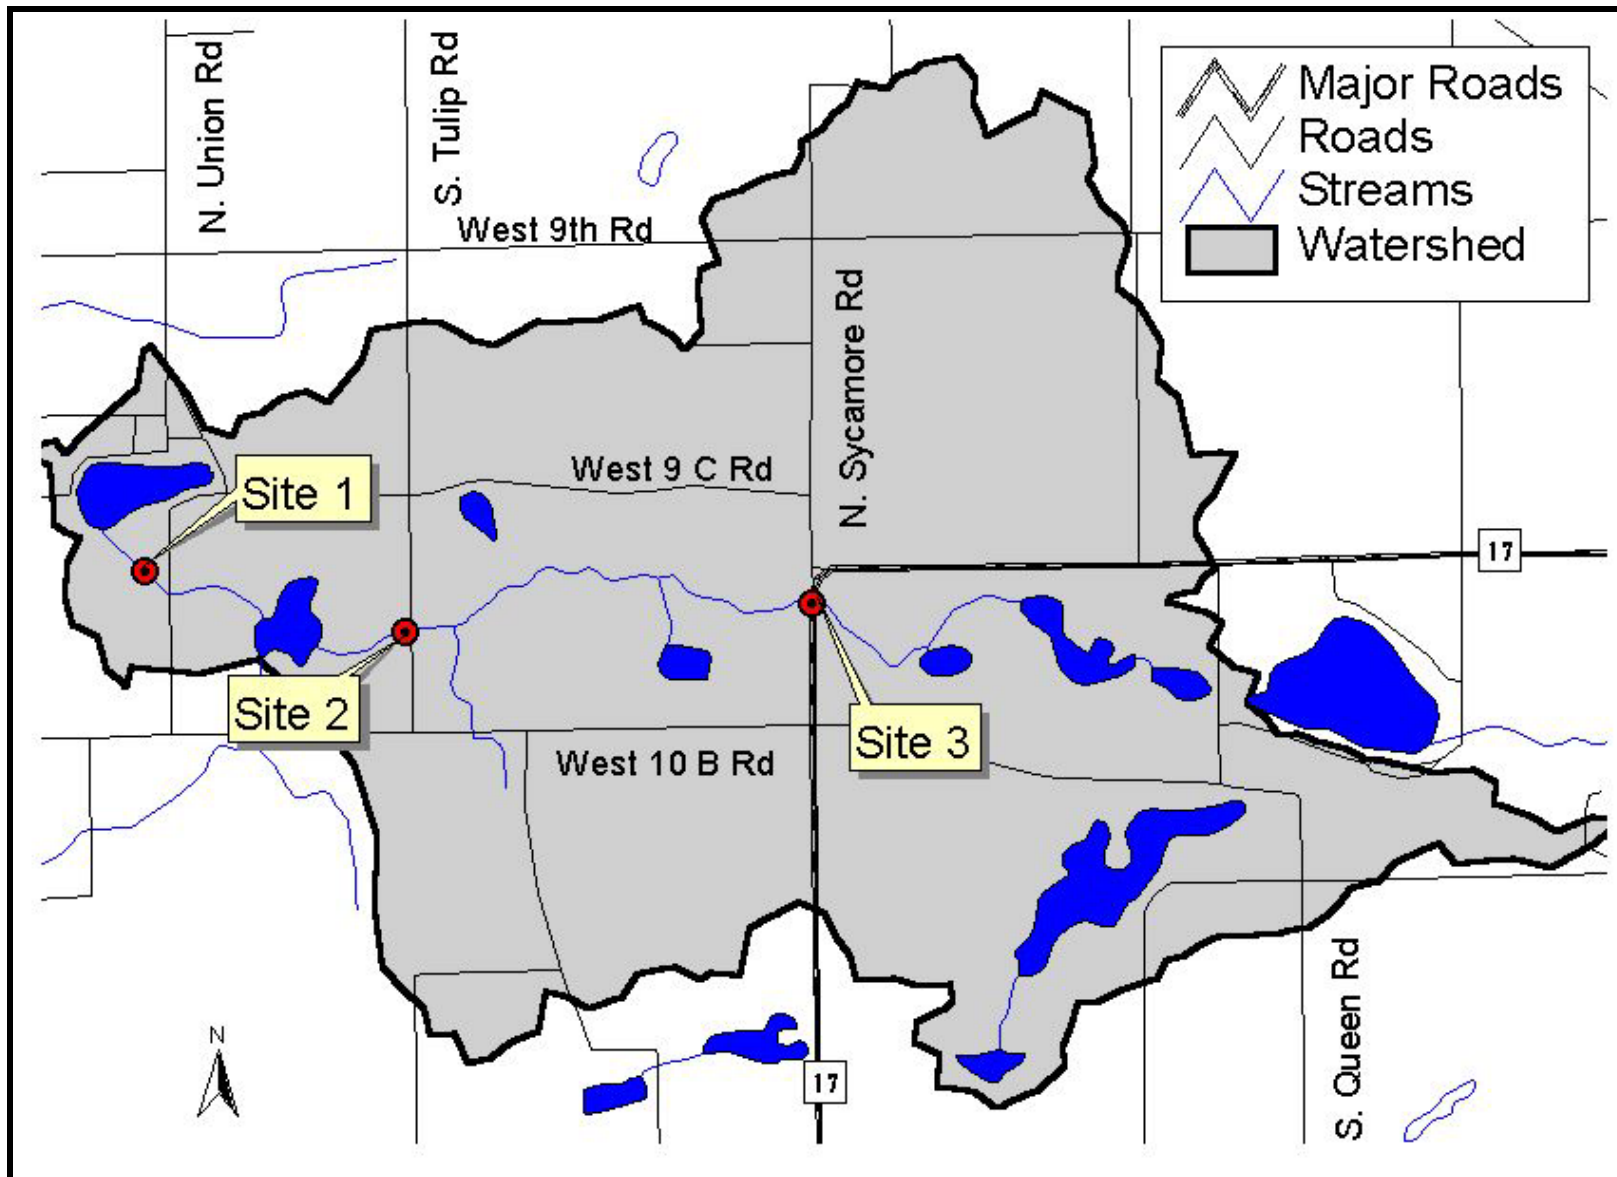 N. Union Rd
S. Tulip Rd
West 9th Rd
Major Roads
Roads
Streams
Watershed
N. Sycamore Rd
West 9 C Rd
Site 1
17
Site 2
Site 3
West 10 B Rd
S. Queen Rd
N
17